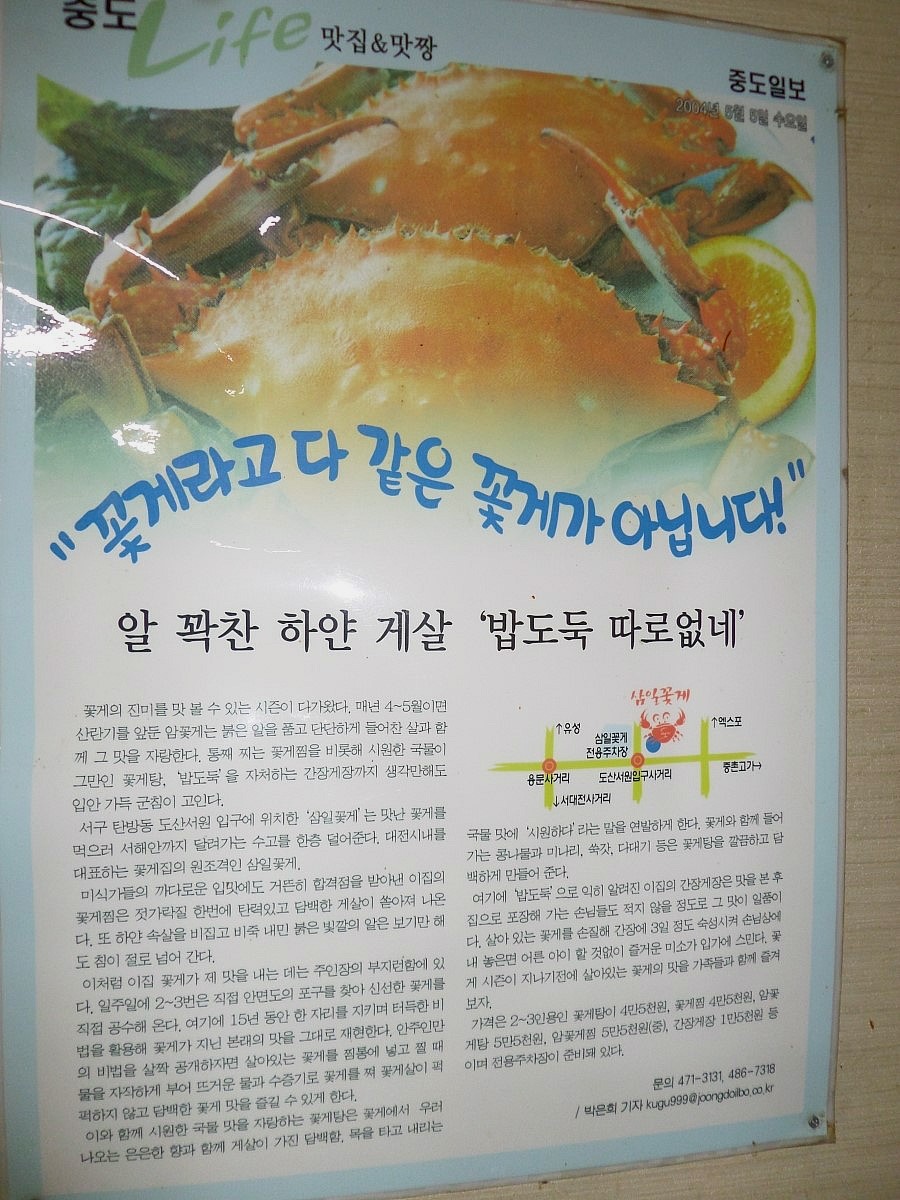 중도 Life 맛집&맛짱
중도일보
2004년 5월 5일 수요일
"꽃게라고 다 같은 꽃게가 아닙니다!"
알 꽉찬 하얀 게살 '밥도둑 따로없네'
꽃게의 진미를 맛 볼 수 있는 시즌이 다가왔다. 매년 4~5월이면
산란기를 앞둔 암꽃게는 붉은 알을 품고 단단하게 들어찬 살과 함
께 그 맛을 자랑한다. 통째 찌는 꽃게찜을 비롯해 시원한 국물이
그만인 꽃게탕, '밥도둑'을 자처하는 간장게장까지 생각만해도
입안 가득 군침이 고인다.
서구 탄방동 도산서원 입구에 위치한 '삼일꽃게'는 맛난 꽃게를
먹으러 서해안까지 달려가는 수고를 한층 덜어준다. 대전시내를
대표하는 꽃게집의 원조격인 삼일꽃게.
미식가들의 까다로운 입맛에도 거뜬히 합격점을 받아낸 이집의
꽃게찜은 젓가락질 한번에 탄력있고 담백한 게살이 쏟아져 나온
다. 또 하얀 속살을 비집고 비죽 내민 붉은 빛깔의 알은 보기만 해
도 침이 절로 넘어 간다.
이처럼 이집 꽃게가 제 맛을 내는 데는 주인장의 부지런함에 있
다. 일주일에 2~3번은 직접 안면도의 포구를 찾아 신선한 꽃게를
직접 공수해 온다. 여기에 15년 동안 한 자리를 지키며 터득한 비
법을 활용해 꽃게가 지닌 본래의 맛을 그대로 재현한다. 안주인만
의 비법을 살짝 공개하자면 살아있는 꽃게를 찜통에 넣고 찔 때
물을 자작하게 부어 뜨거운 물과 수증기로 꽃게를 쪄 꽃게살이 퍽
퍽하지 않고 담백한 꽃게 맛을 즐길 수 있게 한다.
이와 함께 시원한 국물 맛을 자랑하는 꽃게탕은 꽃게에서 우러
나오는 은은한 향과 함께 게살이 가진 담백함, 목을 타고 내리는
삼일꽃게
↑유성
삼일꽃게
전용주차장
↑엑스포
용문사거리
도산서원입구사거리
중촌고가→
↓서대전사거리
국물 맛에 '시원하다'라는 말을 연발하게 한다. 꽃게와 함께 들어
가는 콩나물과 미나리, 쑥갓, 다대기 등은 꽃게탕을 깔끔하고 담
백하게 만들어 준다.
여기에 '밥도둑'으로 익히 알려진 이집의 간장게장은 맛을 본 후
집으로 포장해 가는 손님들도 적지 않을 정도로 그 맛이 일품이
다. 살아 있는 꽃게를 손질해 간장에 3일 정도 숙성시켜 손님상에
내 놓으면 어른 아이 할 것없이 즐거운 미소가 입가에 스민다. 꽃
게 시즌이 지나기전에 살아있는 꽃게의 맛을 가족들과 함께 즐겨
보자.
가격은 2~3인용인 꽃게탕이 4만5천원, 꽃게찜 4만5천원, 암꽃
게탕 5만5천원, 암꽃게찜 5만5천원(중), 간장게장 1만5천원 등
이며 전용주차장이 준비돼 있다.
문의 471-3131, 486-7318
/ 박은희 기자 kugu999@joongdoilbo.co.kr